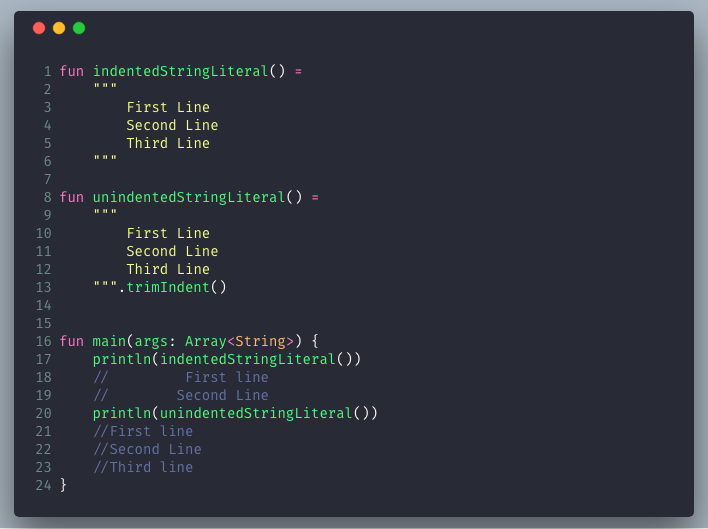 1 fun indentedStringLiteral() =
2     """
3         First Line
4         Second Line
5         Third Line
6     """
7
8 fun unindentedStringLiteral() =
9     """
10         First Line
11         Second Line
12         Third Line
13     """.trimIndent()
14
15
16 fun main(args: Array<String>) {
17     println(indentedStringLiteral())
18     //         First line
19     //        Second Line
20     println(unindentedStringLiteral())
21     //First line
22     //Second Line
23     //Third line
24 }